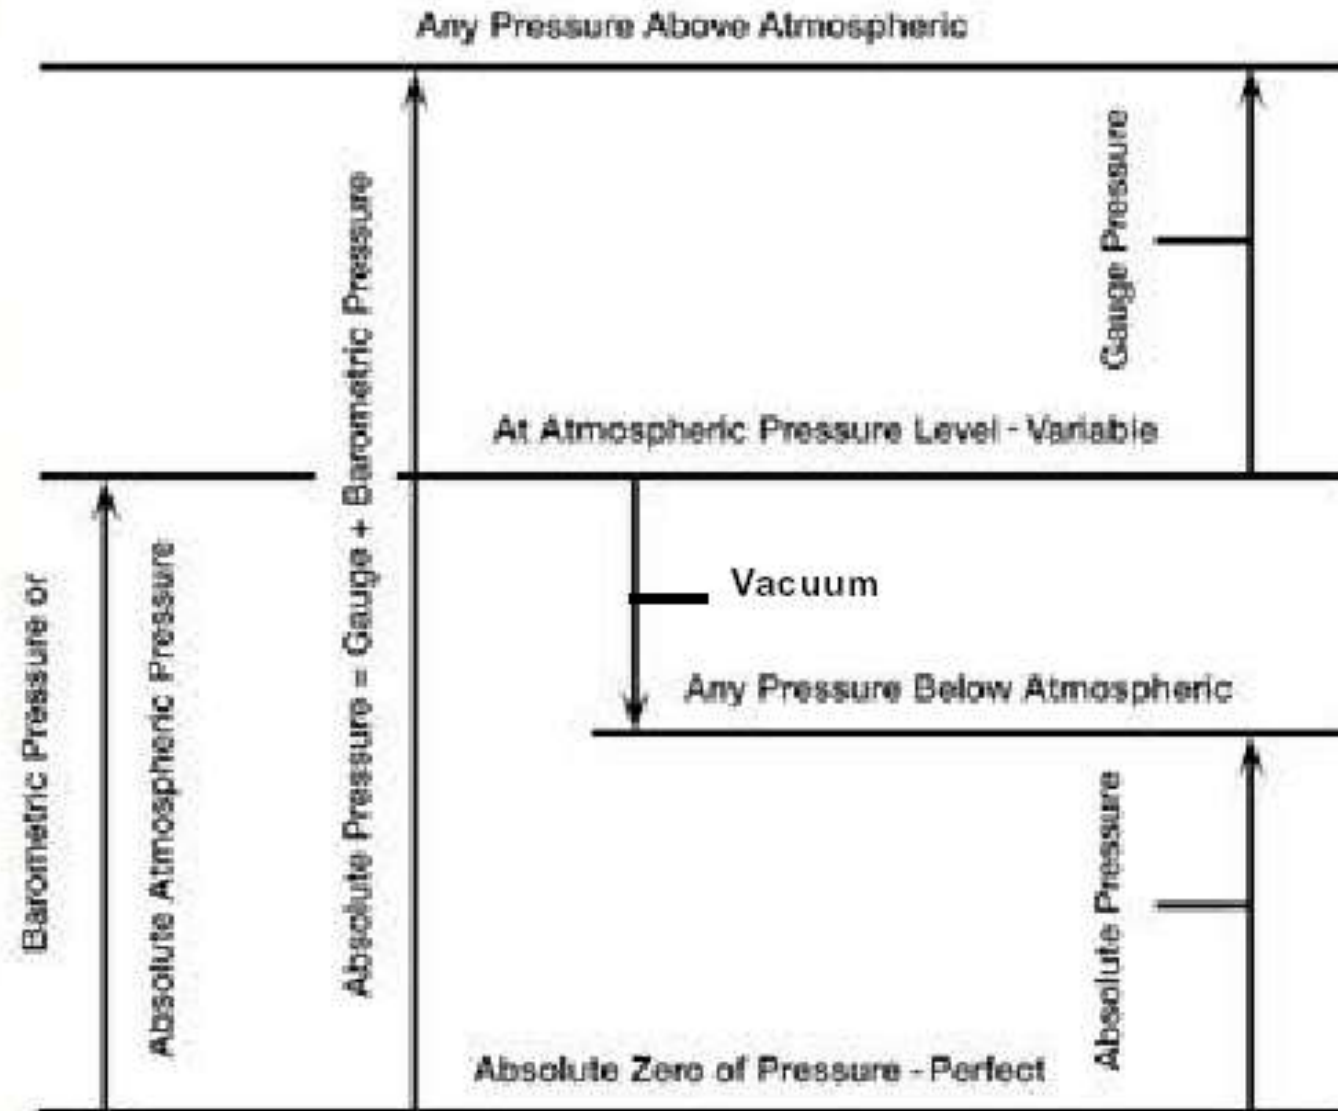 Any Pressure Above Atmospheric
Gauge Pressure
Absolute Pressure = Gauge + Barometric Pressure
At Atmospheric Pressure Level - Variable
Barometric Pressure or
Absolute Atmospheric Pressure
Vacuum
Any Pressure Below Atmospheric
Absolute Pressure
Absolute Zero of Pressure - Perfect